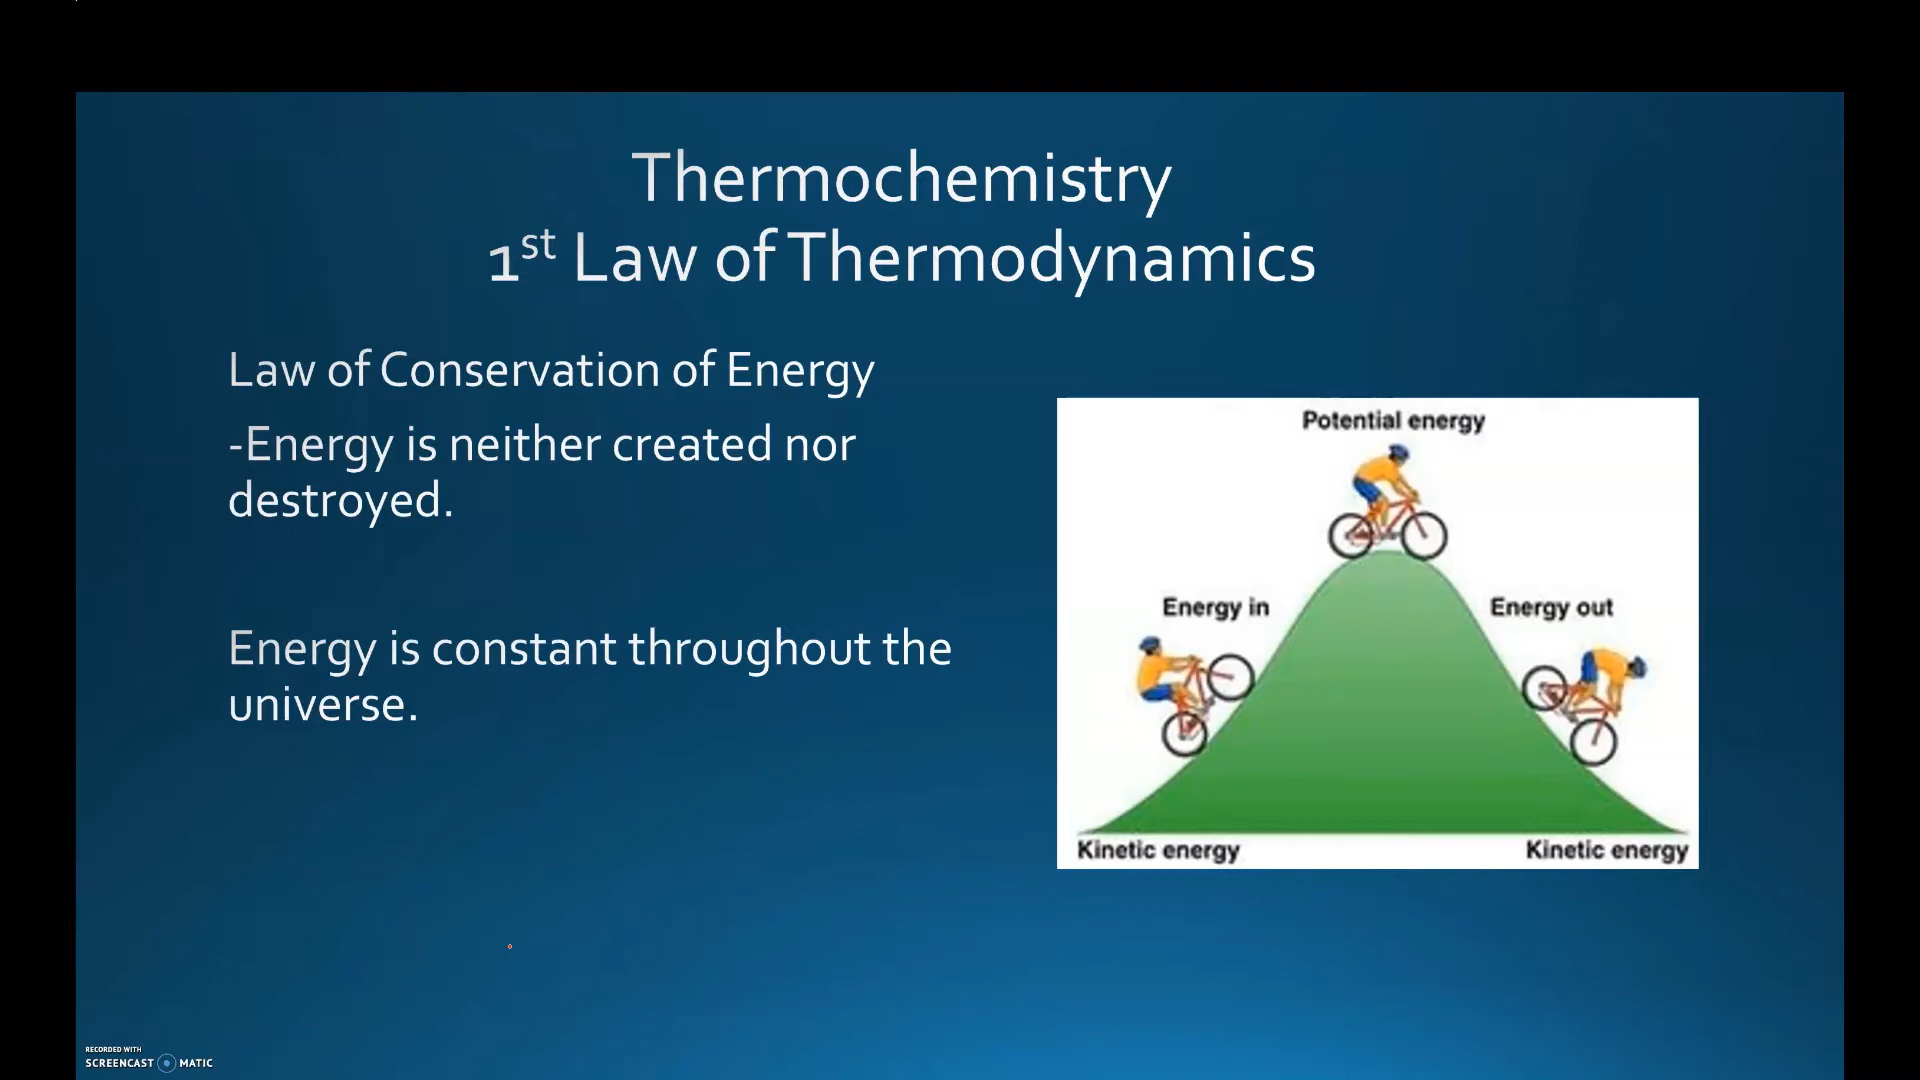 Thermochemistry
1st Law of Thermodynamics
Law of Conservation of Energy
-Energy is neither created nor
destroyed.
Energy is constant throughout the
universe.
Potential energy
Energy in
Energy out
Kinetic energy
Kinetic energy
RECORDED WITH
SCREENCAST MATIC